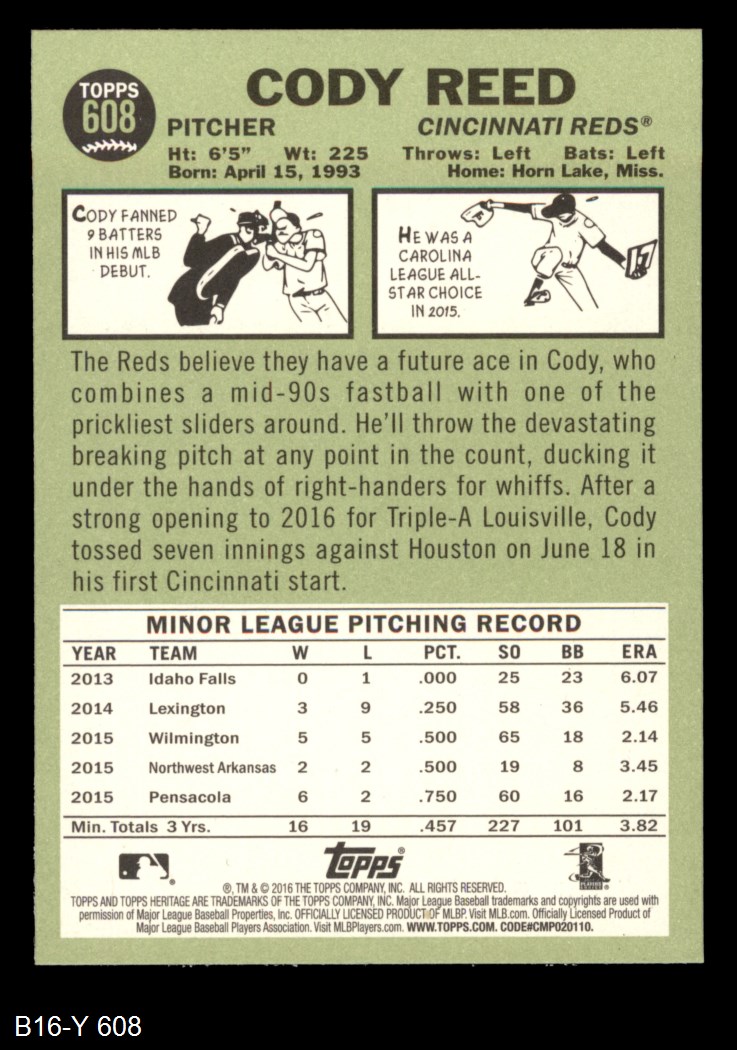 TOPPS
608
CODY REED
PITCHER
CINCINNATI REDS®
Ht: 6'5" Wt: 225
Throws: Left Bats: Left
Born: April 15, 1993
Home: Horn Lake, Miss.
CODY FANNED
9 BATTERS
IN HIS MLB
DEBUT.
HE WAS A
CAROLINA
LEAGUE ALL-
STAR CHOICE
IN 2015.
The Reds believe they have a future ace in Cody, who
combines a mid-90s fastball with one of the
prickliest sliders around. He'll throw the devastating
breaking pitch at any point in the count, ducking it
under the hands of right-handers for whiffs. After a
strong opening to 2016 for Triple-A Louisville, Cody
tossed seven innings against Houston on June 18 in
his first Cincinnati start.
MINOR LEAGUE PITCHING RECORD
YEAR TEAM W L PCT. SO BB ERA
2013 Idaho Falls 0 1 .000 25 23 6.07
2014 Lexington 3 9 .250 58 36 5.46
2015 Wilmington 5 5 .500 65 18 2.14
2015 Northwest Arkansas 2 2 .500 19 8 3.45
2015 Pensacola 6 2 .750 60 16 2.17
Min. Totals 3 Yrs. 16 19 .457 227 101 3.82
Topps®
®, TM & © 2016 THE TOPPS COMPANY, INC. ALL RIGHTS RESERVED.
TOPPS AND TOPPS HERITAGE ARE TRADEMARKS OF THE TOPPS COMPANY, INC. Major League Baseball trademarks and copyrights are used with
permission of Major League Baseball Properties, Inc. OFFICIALLY LICENSED PRODUCT OF MLBP. Visit MLB.com. Officially Licensed Product of
Major League Baseball Players Association. Visit MLBPlayers.com. WWW.TOPPS.COM. CODE#CMP020110.
B16-Y 608